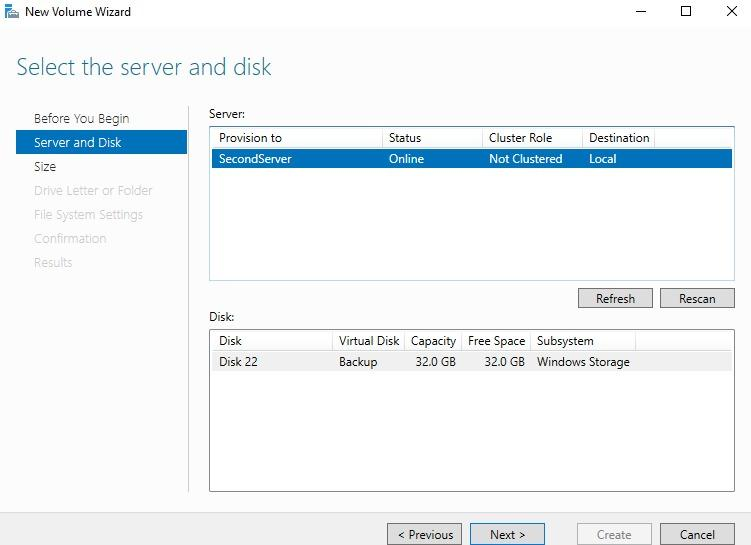 New Volume Wizard
Select the server and disk
Before You Begin
Server and Disk
Size
Drive Letter or Folder
File System Settings
Confirmation
Results
Server:
Provision to Status Cluster Role Destination
SecondServer Online Not Clustered Local
Refresh Rescan
Disk:
Disk Virtual Disk Capacity Free Space Subsystem
Disk 22 Backup 32.0 GB 32.0 GB Windows Storage
< Previous Next > Create Cancel